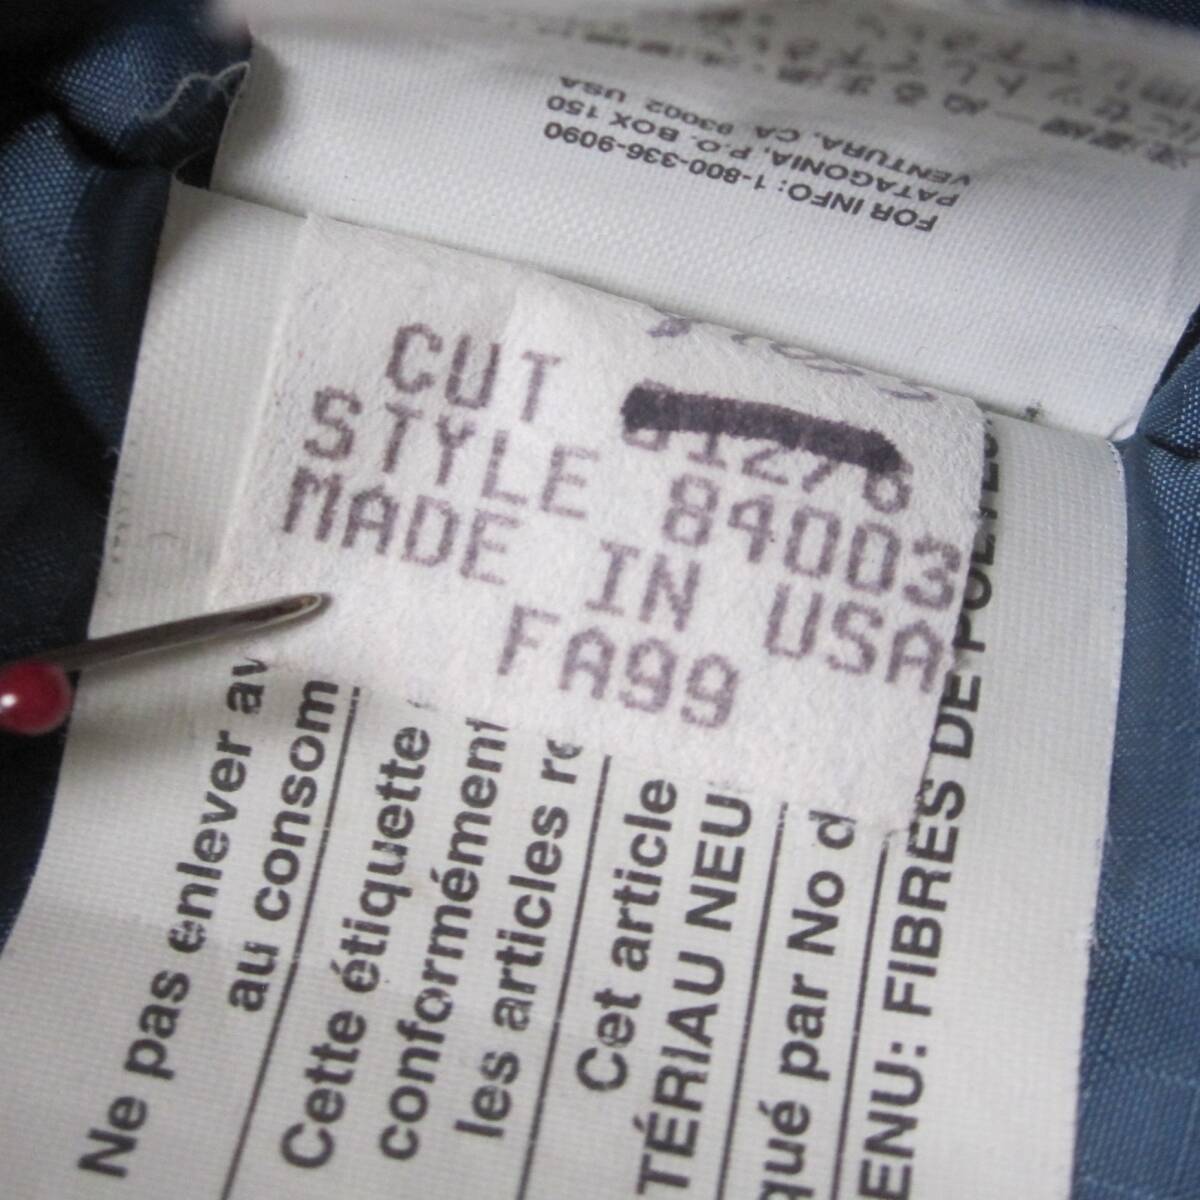 FOR INFO: 1-800-336-9090
PATAGONIA, P.O. BOX 150
VENTURA, CA 93002 USA
CUT
STYLE 84003
MADE IN USA
FA99
Ne pas enlever
au consom
Cette étiquette
conformément
les articles
Cet article
TÉRIAU NEU
qué par No d
ENU: FIBRES DE POLYES